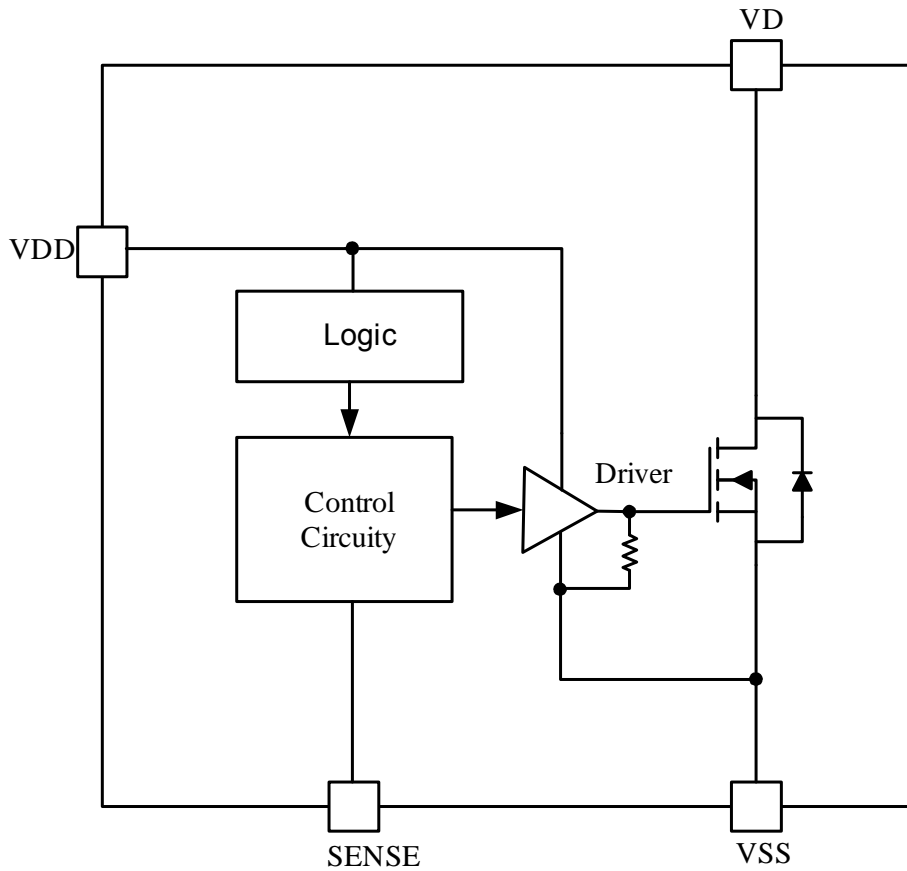 VD
VDD
Logic
Driver
Control
Circuity
SENSE
VSS